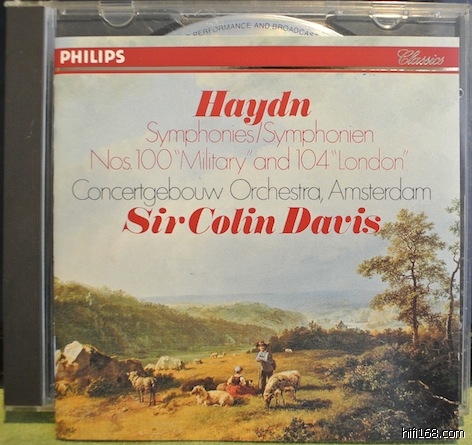 PERFORMANCE AND BROADCAS
PHILIPS
Classics
Haydn
Symphonies/Symphonien
Nos. 100 "Military" and 104 "London"
Concertgebouw Orchestra, Amsterdam
Sir Colin Davis
hifi168.com